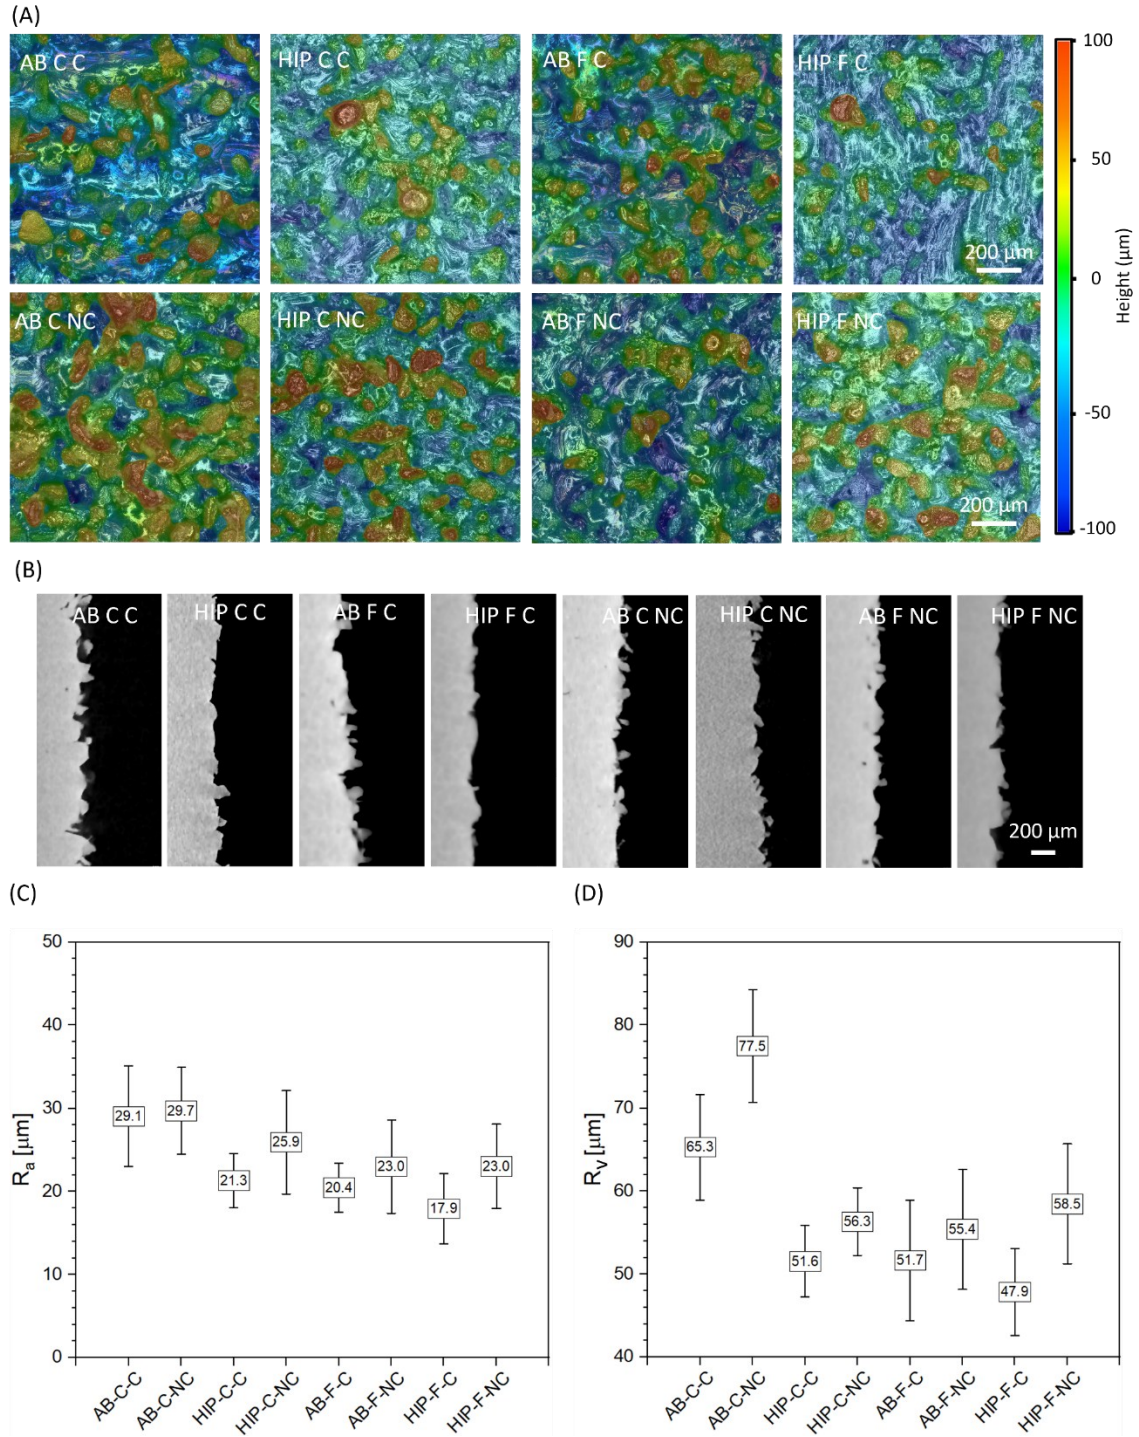 (A)
AB C C
HIP C C
AB F C
HIP F C
200 µm
AB C NC
HIP C NC
AB F NC
HIP F NC
200 µm
100
50
0
-50
-100
Height (µm)
(B)
AB C C
HIP C C
AB F C
HIP F C
AB C NC
HIP C NC
AB F NC
HIP F NC
200 µm
(C)
50
40
30
20
10
0
Ra [µm]
29.1
29.7
21.3
25.9
20.4
23.0
17.9
23.0
AB-C-C
AB-C-NC
HIP-C-C
HIP-C-NC
AB-F-C
AB-F-NC
HIP-F-C
HIP-F-NC
(D)
90
80
70
60
50
40
Rv [µm]
65.3
77.5
51.6
56.3
51.7
55.4
47.9
58.5
AB-C-C
AB-C-NC
HIP-C-C
HIP-C-NC
AB-F-C
AB-F-NC
HIP-F-C
HIP-F-NC